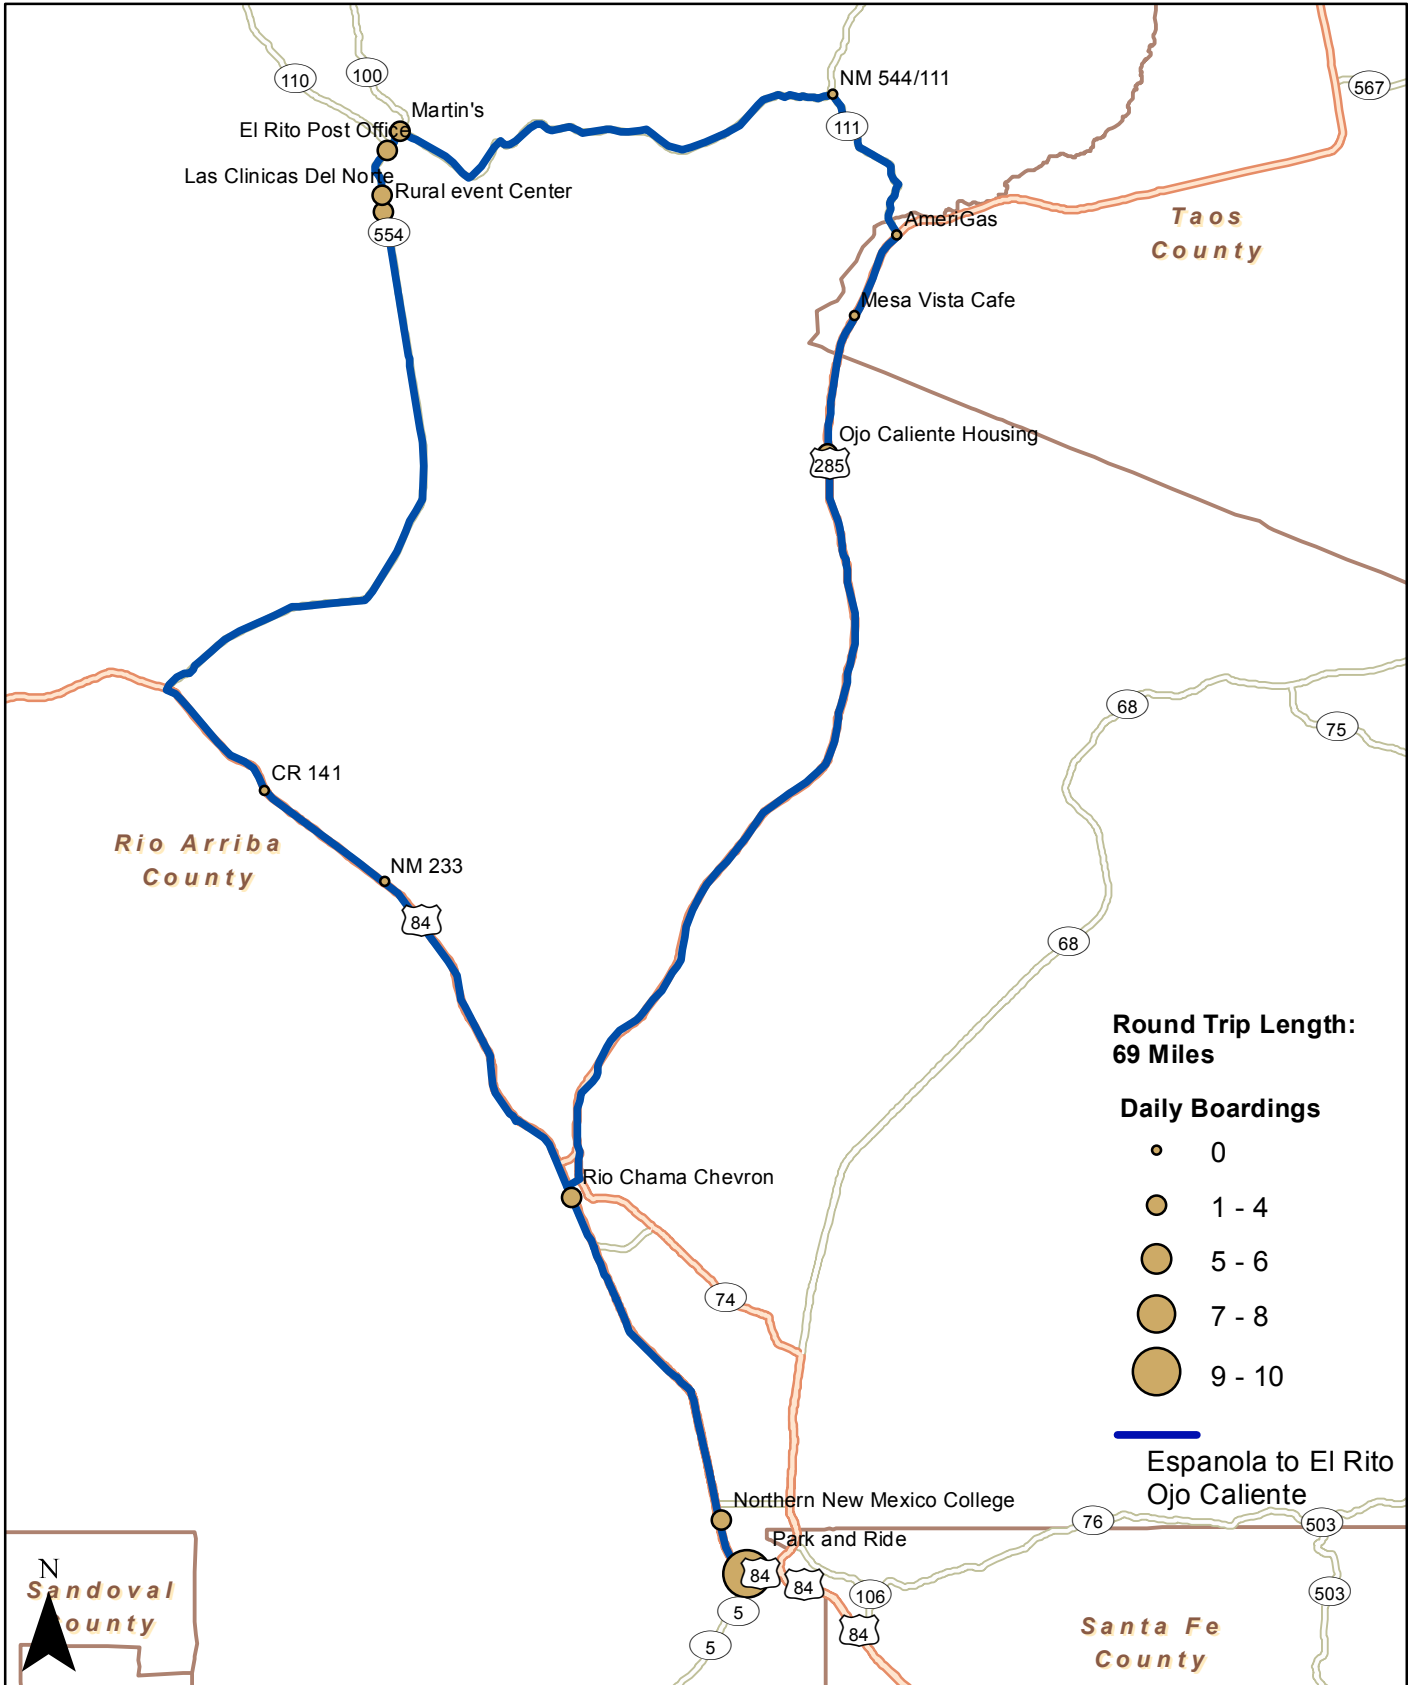 110
100
Martin's
El Rito Post Office
Las Clinicas Del Norte
Rural event Center
554
NM 544/111
111
567
AmeriGas
Taos
County
Mesa Vista Cafe
Ojo Caliente Housing
285
68
75
CR 141
Rio Arriba
County
NM 233
84
68
Round Trip Length:
69 Miles
Daily Boardings
0
1 - 4
5 - 6
7 - 8
9 - 10
Espanola to El Rito
Ojo Caliente
Rio Chama Chevron
74
Northern New Mexico College
Park and Ride
76
503
84
84
106
503
5
5
84
Santa Fe
County
N
Sandoval
County